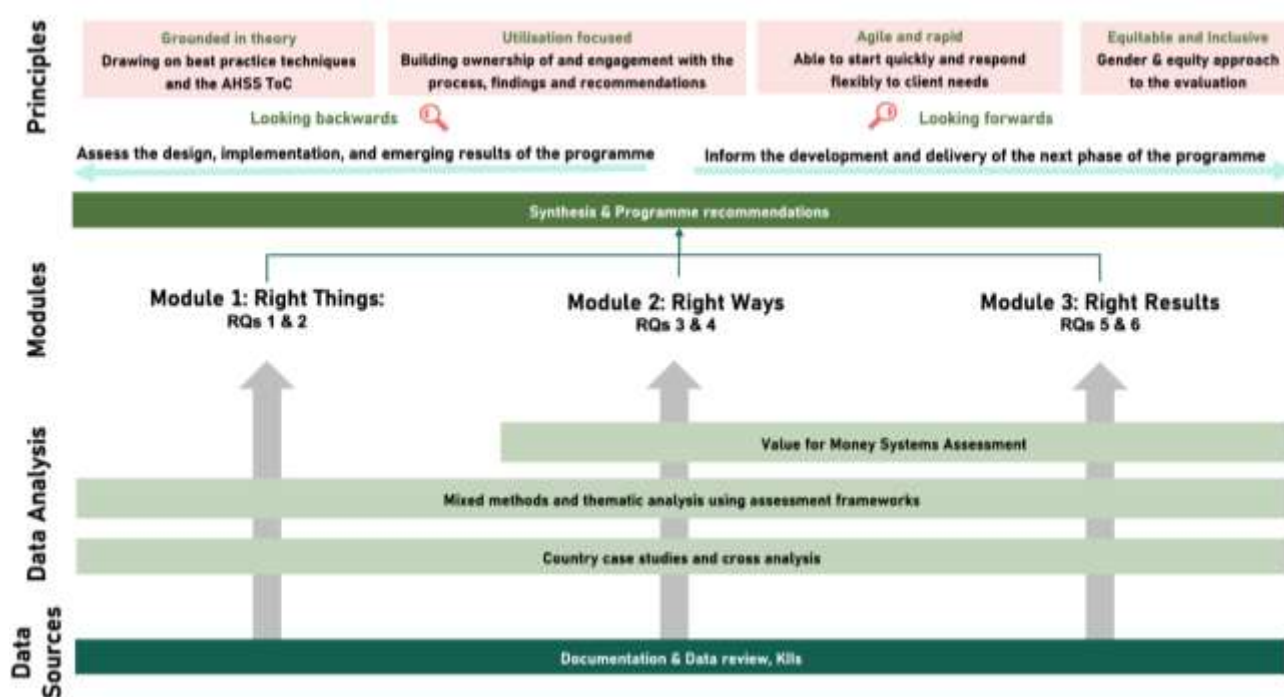 Principles
Grounded in theory
Drawing on best practice techniques
and the AHSS ToC
Utilisation focused
Building ownership of and engagement with the
process, findings and recommendations
Agile and rapid
Able to start quickly and respond
flexibly to client needs
Equitable and Inclusive
Gender & equity approach
to the evaluation
Looking backwards
Looking forwards
Assess the design, implementation, and emerging results of the programme
Inform the development and delivery of the next phase of the programme
Synthesis & Programme recommendations
Modules
Module 1: Right Things:
RQs 1 & 2
Module 2: Right Ways
RQs 3 & 4
Module 3: Right Results
RQs 5 & 6
Data Analysis
Value for Money Systems Assessment
Mixed methods and thematic analysis using assessment frameworks
Country case studies and cross analysis
Data
Sources
Documentation & Data review, KIIs